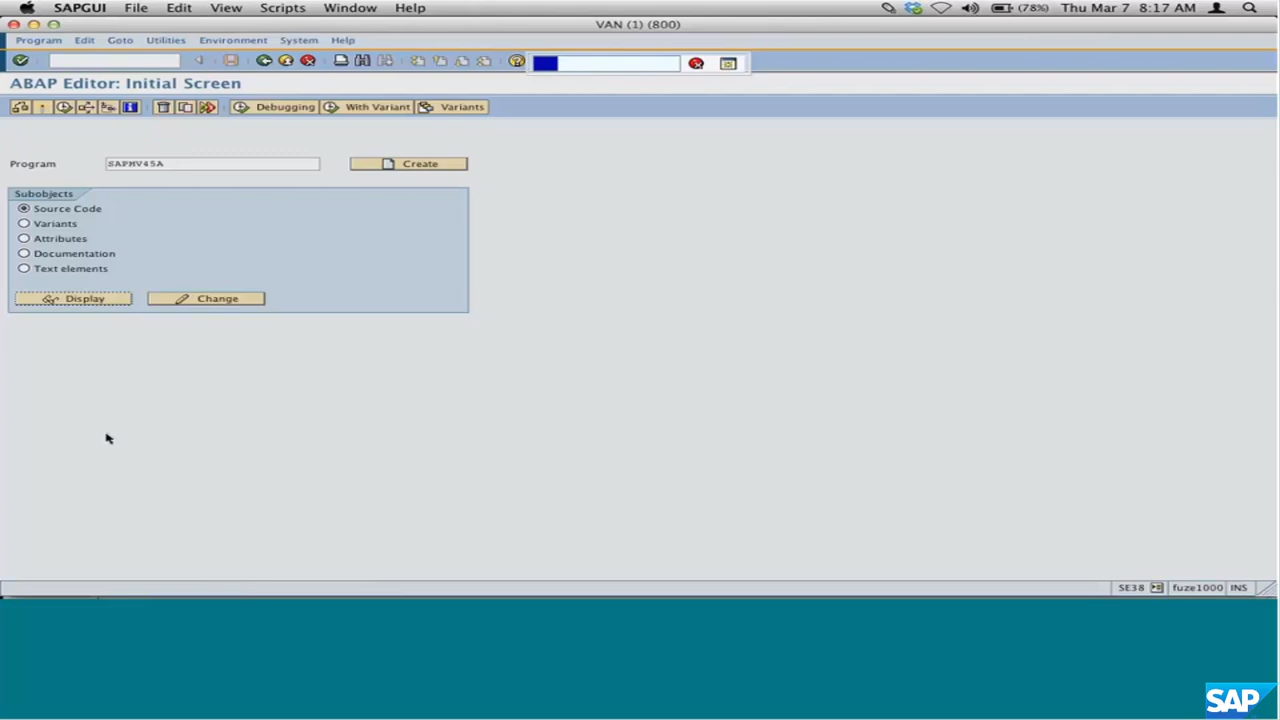 SAPGUI File Edit View Scripts Window Help (78%) Thu Mar 7 8:17 AM
VAN (1) (800)
Program Edit Goto Utilities Environment System Help
ABAP Editor: Initial Screen
Debugging With Variant Variants
Program SAPMV45A Create
Subobjects
Source Code
Variants
Attributes
Documentation
Text elements
Display Change
SE38 fuze1000 INS
SAP